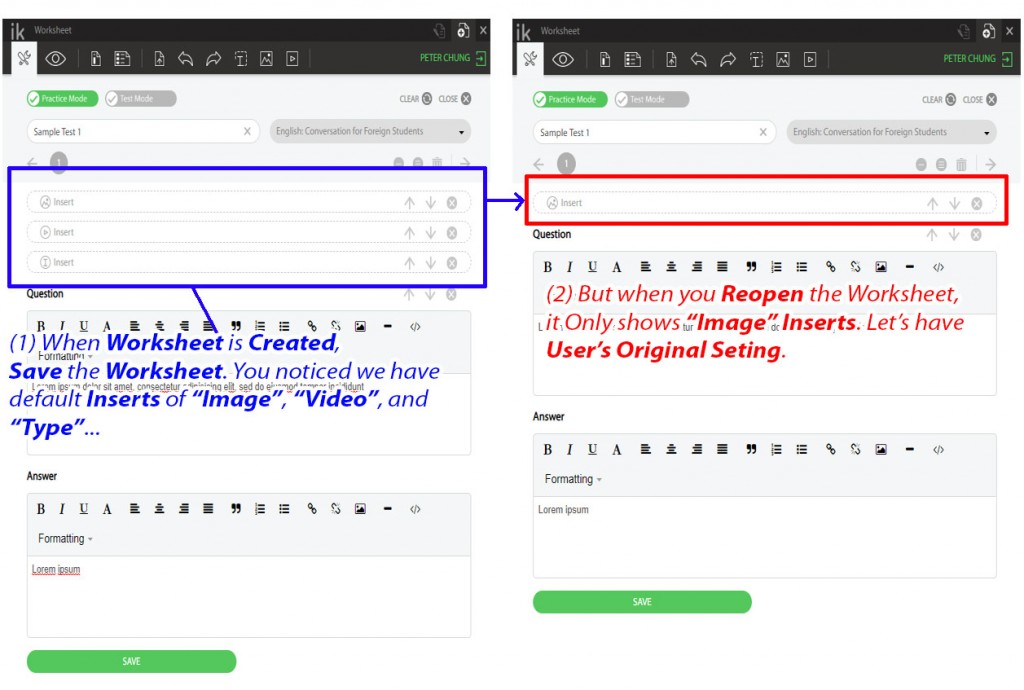 ik Worksheet
PETER CHUNG
Practice Mode Test Mode CLEAR CLOSE
Sample Test 1 X English: Conversation for Foreign Students
1
Insert
Insert
Insert
Question
B I U A
Formatting
(1) When Worksheet is Created,
Save the Worksheet. You noticed we have
default Inserts of “Image”, “Video”, and
“Type”...
Lorem ipsum dolor sit amet, consectetur adipisicing elit, sed do eiusmod tempor incididunt
Answer
B I U A
Formatting
Lorem ipsum
SAVE
ik Worksheet
PETER CHUNG
Practice Mode Test Mode CLEAR CLOSE
Sample Test 1 X English: Conversation for Foreign Students
1
Insert
Question
B I U A
(2) But when you Reopen the Worksheet,
it Only shows “Image” Inserts. Let’s have
User’s Original Seting.
Answer
B I U A
Formatting
Lorem ipsum
SAVE